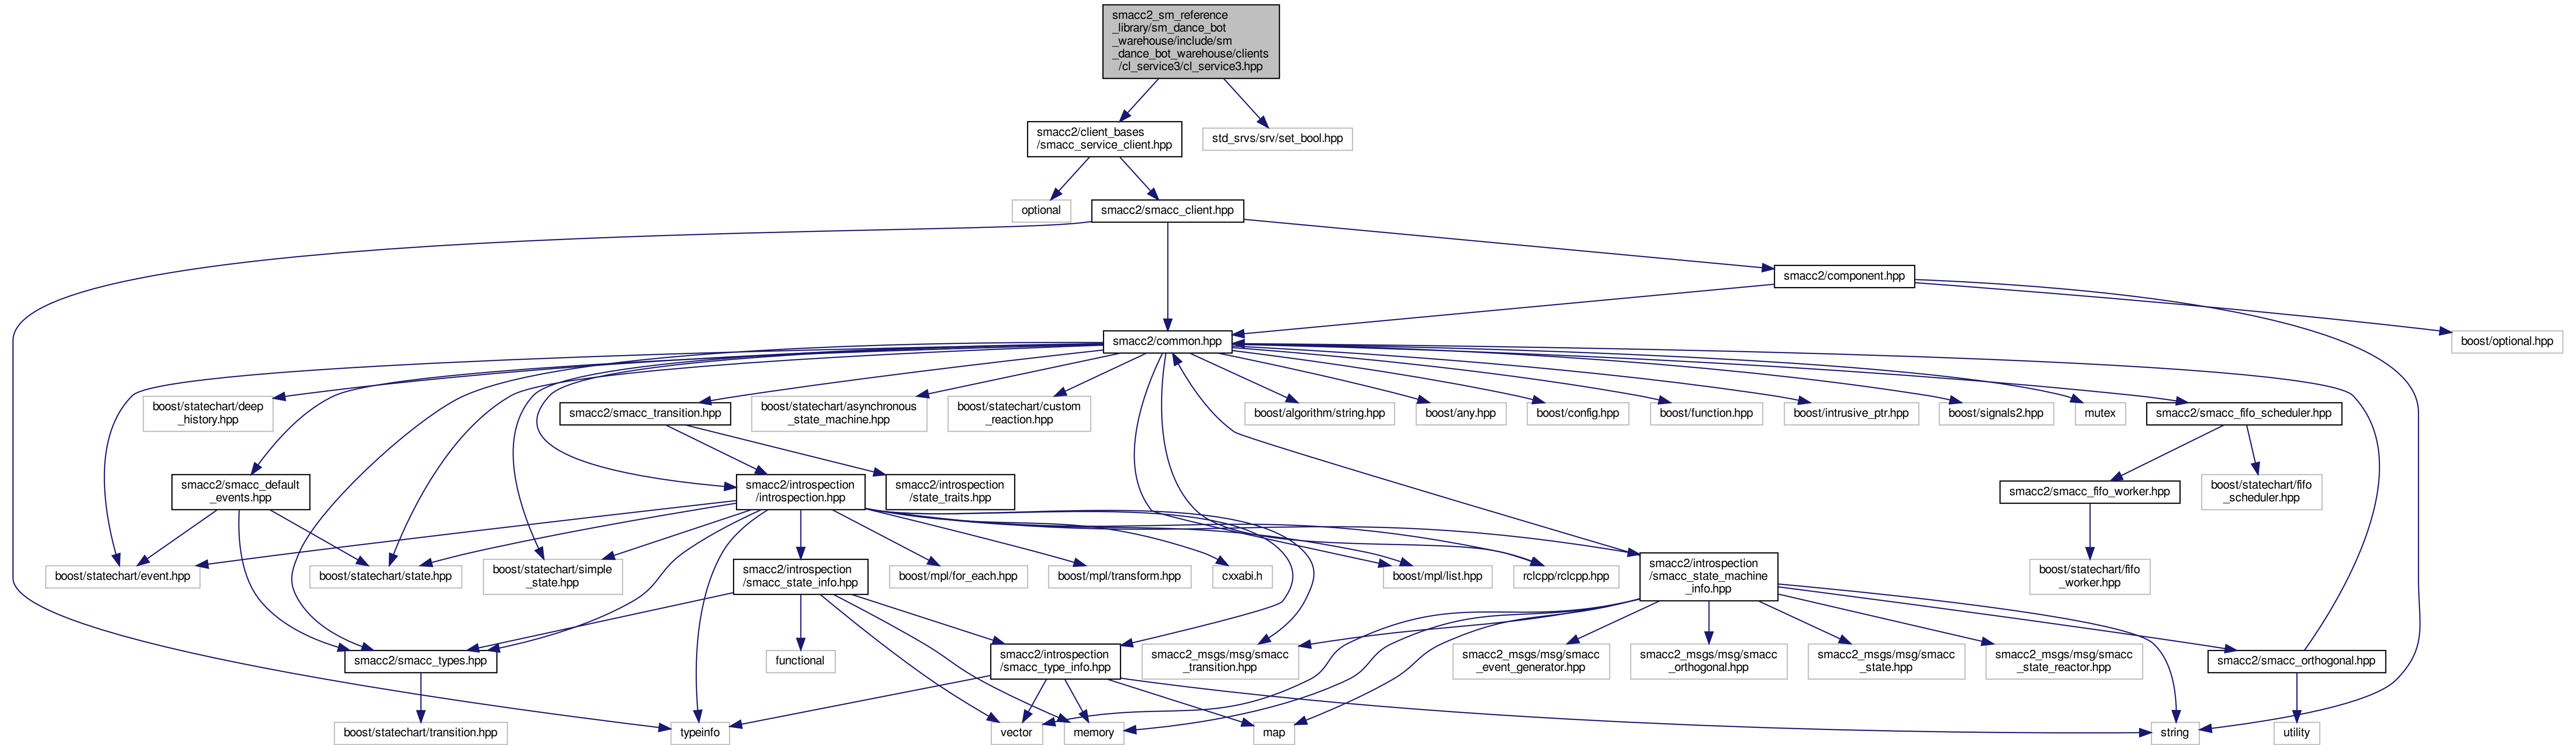 smacc2_sm_reference
_library/sm_dance_bot
_warehouse/include/sm
_dance_bot_warehouse/clients
/cl_service3/cl_service3.hpp
smacc2/client_bases
/smacc_service_client.hpp
std_srvs/srv/set_bool.hpp
optional
smacc2/smacc_client.hpp
smacc2/component.hpp
smacc2/common.hpp
boost/optional.hpp
boost/statechart/deep
_history.hpp
smacc2/smacc_transition.hpp
boost/statechart/asynchronous
_state_machine.hpp
boost/statechart/custom
_reaction.hpp
boost/algorithm/string.hpp
boost/any.hpp
boost/config.hpp
boost/function.hpp
boost/intrusive_ptr.hpp
boost/signals2.hpp
mutex
smacc2/smacc_fifo_scheduler.hpp
smacc2/smacc_default
_events.hpp
smacc2/introspection
/introspection.hpp
smacc2/introspection
/state_traits.hpp
smacc2/smacc_fifo_worker.hpp
boost/statechart/fifo
_scheduler.hpp
boost/statechart/event.hpp
boost/statechart/state.hpp
boost/statechart/simple
_state.hpp
smacc2/introspection
/smacc_state_info.hpp
boost/mpl/for_each.hpp
boost/mpl/transform.hpp
cxxabi.h
boost/mpl/list.hpp
rclcpp/rclcpp.hpp
smacc2/introspection
/smacc_state_machine
_info.hpp
boost/statechart/fifo
_worker.hpp
smacc2/smacc_types.hpp
functional
smacc2/introspection
/smacc_type_info.hpp
smacc2_msgs/msg/smacc
_transition.hpp
smacc2_msgs/msg/smacc
_event_generator.hpp
smacc2_msgs/msg/smacc
_orthogonal.hpp
smacc2_msgs/msg/smacc
_state.hpp
smacc2_msgs/msg/smacc
_state_reactor.hpp
smacc2/smacc_orthogonal.hpp
boost/statechart/transition.hpp
typeinfo
vector
memory
map
string
utility